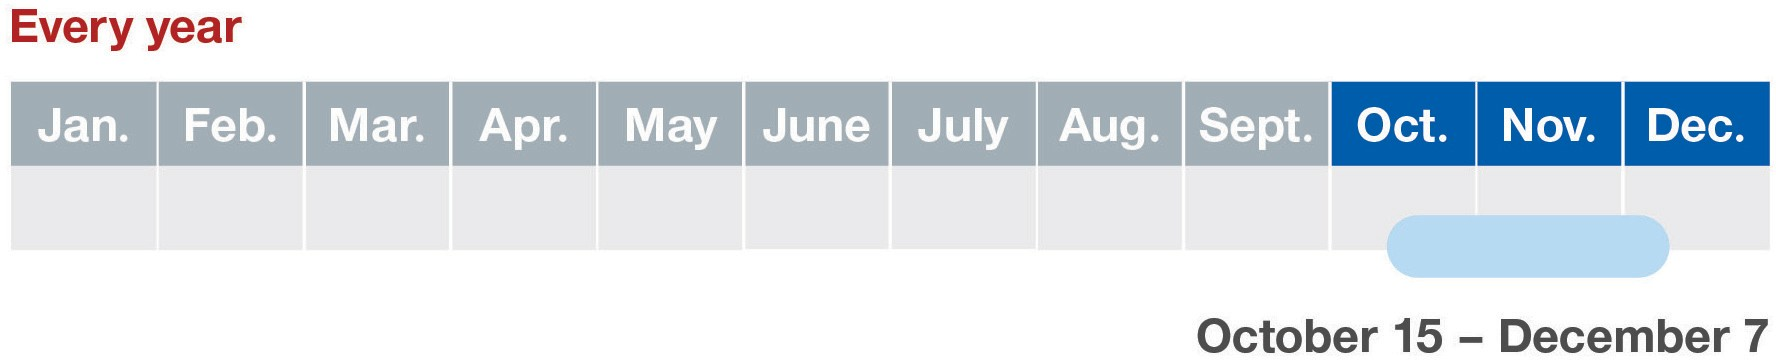 Every year
Jan. Feb. Mar. Apr. May June July Aug. Sept. Oct. Nov. Dec.
October 15 – December 7